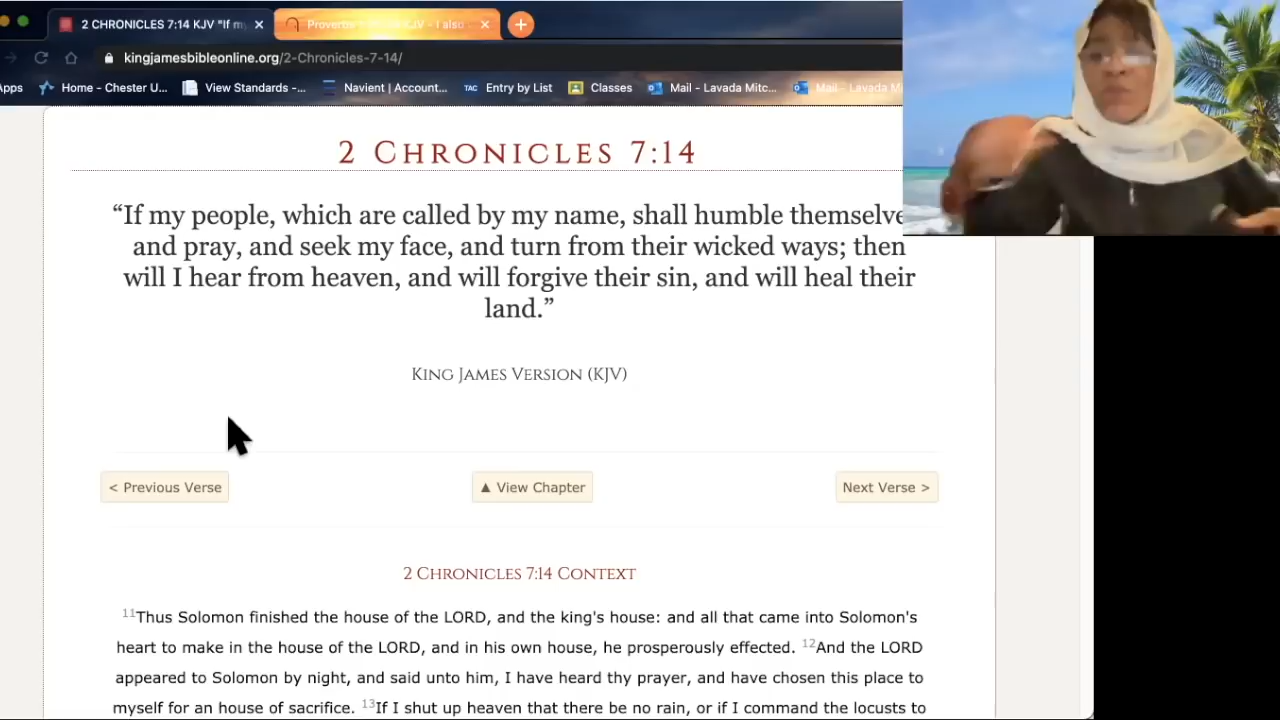 2 CHRONICLES 7:14 KJV "If my
Proverbs KJV - I also
kingjamesbibleonline.org/2-Chronicles-7-14/
pps
Home - Chester U...
View Standards -...
Navient | Account...
TAC Entry by List
Classes
Mail - Lavada Mitc...
Mail - Lavada M
2 CHRONICLES 7:14
“If my people, which are called by my name, shall humble themselve
and pray, and seek my face, and turn from their wicked ways; then
will I hear from heaven, and will forgive their sin, and will heal their
land.”
KING JAMES VERSION (KJV)
< Previous Verse
▲ View Chapter
Next Verse >
2 CHRONICLES 7:14 CONTEXT
11Thus Solomon finished the house of the LORD, and the king's house: and all that came into Solomon's
heart to make in the house of the LORD, and in his own house, he prosperously effected. 12And the LORD
appeared to Solomon by night, and said unto him, I have heard thy prayer, and have chosen this place to
myself for an house of sacrifice. 13If I shut up heaven that there be no rain, or if I command the locusts to